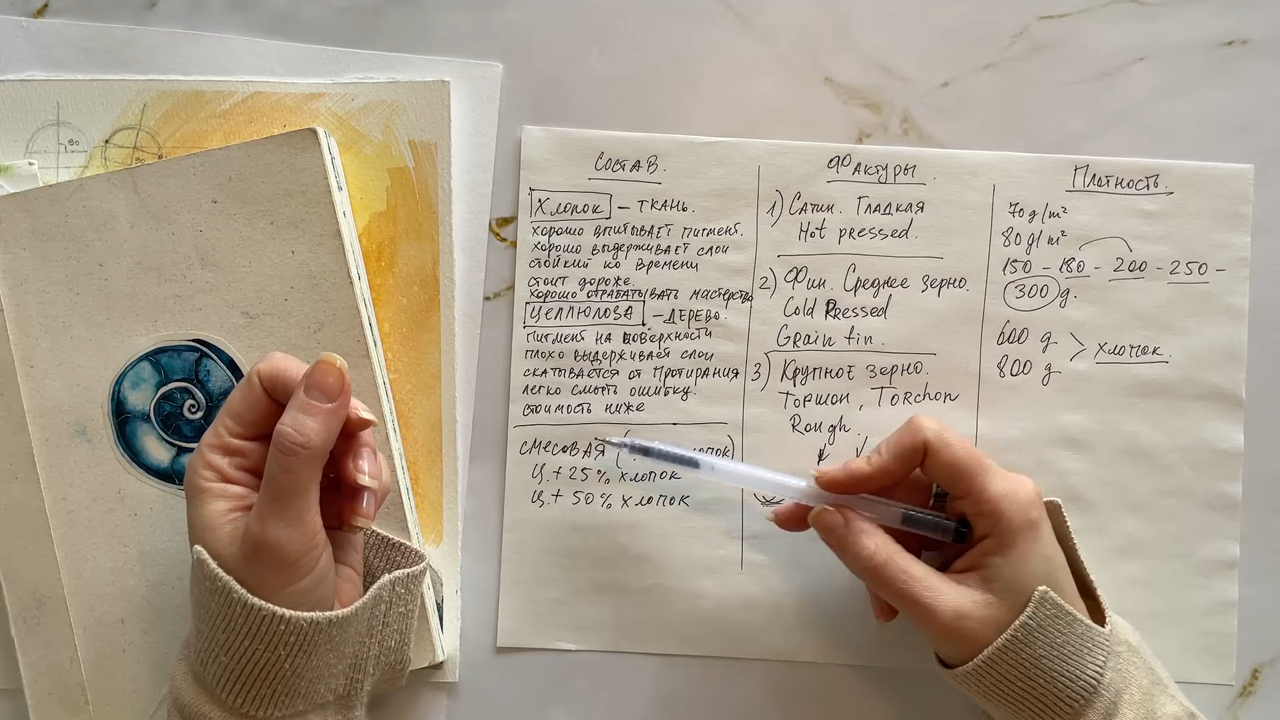 СОСТАВ.
Хлопок – ТКАНЬ.
хорошо впитывает пигмент.
хорошо выдерживает слои
стойкий ко времени
стоит дороже.
хорошо отрабатывать мастерство
Целлюлоза – ДЕРЕВО.
пигмент на поверхности
плохо выдерживает слои
скатывается от протирания
легко смыть ошибку.
стоимость ниже
смесовая
Ц. + 25 % хлопок
Ц. + 50 % хлопок
Фактуры.
1) Сатин. Гладкая
Hot pressed.
2) Фин. Среднее зерно.
Cold Pressed
Grain fin.
3) Крупное зерно.
Торшон, Torchon
Rough
Плотность.
70 g/m²
80 g/m²
150 – 180 – 200 – 250 –
300 g.
600 g
800 g
> хлопок.
80